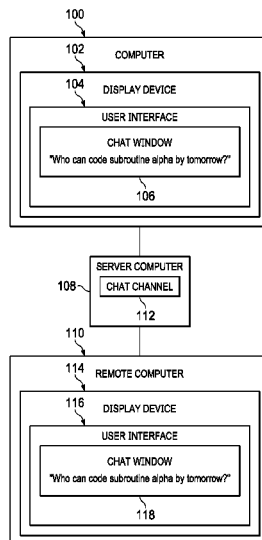 100
COMPUTER
102
DISPLAY DEVICE
104
USER INTERFACE
CHAT WINDOW
"Who can code subroutine alpha by tomorrow?"
106
SERVER COMPUTER
108
CHAT CHANNEL
112
110
REMOTE COMPUTER
114
DISPLAY DEVICE
116
USER INTERFACE
CHAT WINDOW
"Who can code subroutine alpha by tomorrow?"
118